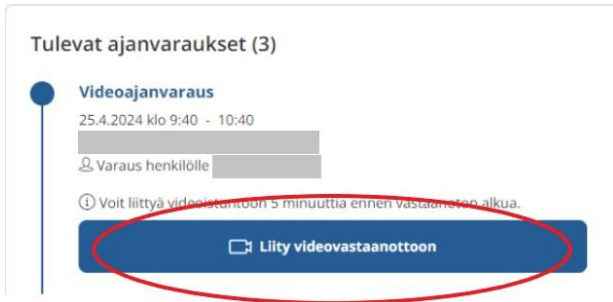 Tulevat ajanvaraukset (3)
Videoajanvaraus
25.4.2024 klo 9:40 - 10:40
Varaus henkilölle
Voit liittyä videoistuntoon 5 minuuttia ennen vastaanoton alkua.
Liity videovastaanottoon